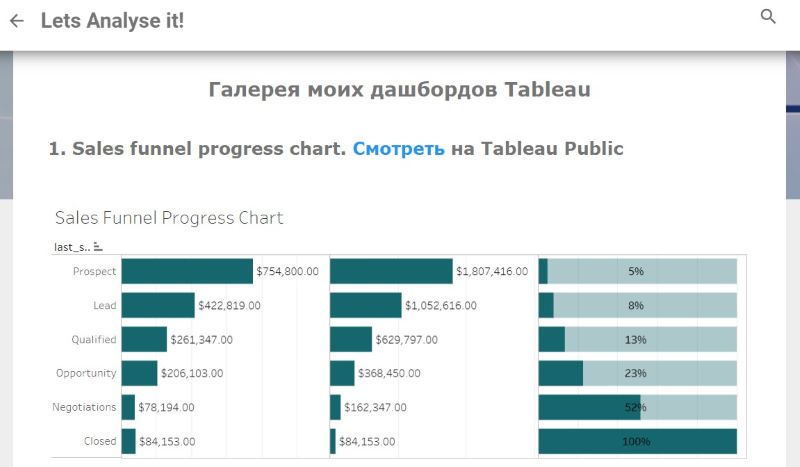 Lets Analyse it!
Галерея моих дашбордов Tableau
1. Sales funnel progress chart. Смотреть на Tableau Public
Sales Funnel Progress Chart
last_s..
Prospect $754,800.00 $1,807,416.00 5%
Lead $422,819.00 $1,052,616.00 8%
Qualified $261,347.00 $629,797.00 13%
Opportunity $206,103.00 $368,450.00 23%
Negotiations $78,194.00 $162,347.00 52%
Closed $84,153.00 $84,153.00 100%